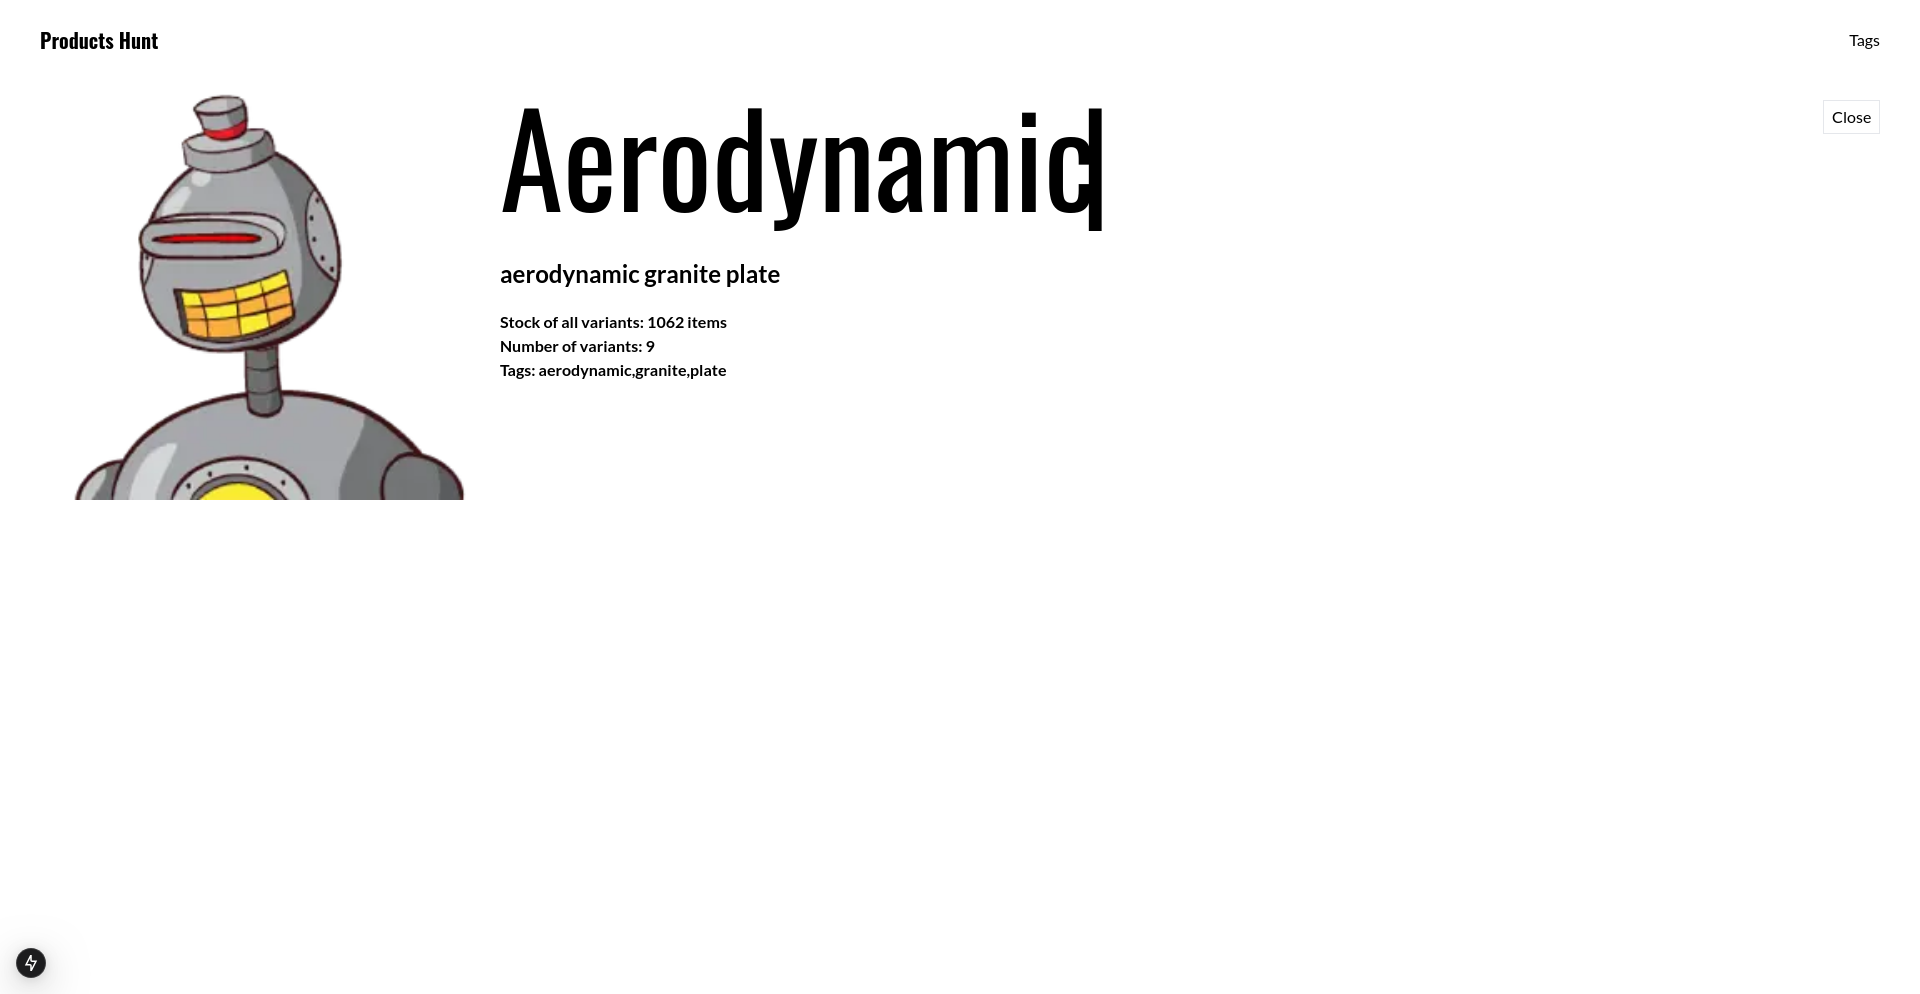 Products Hunt
Tags
Aerodynamic
Close
aerodynamic granite plate
Stock of all variants: 1062 items
Number of variants: 9
Tags: aerodynamic,granite,plate